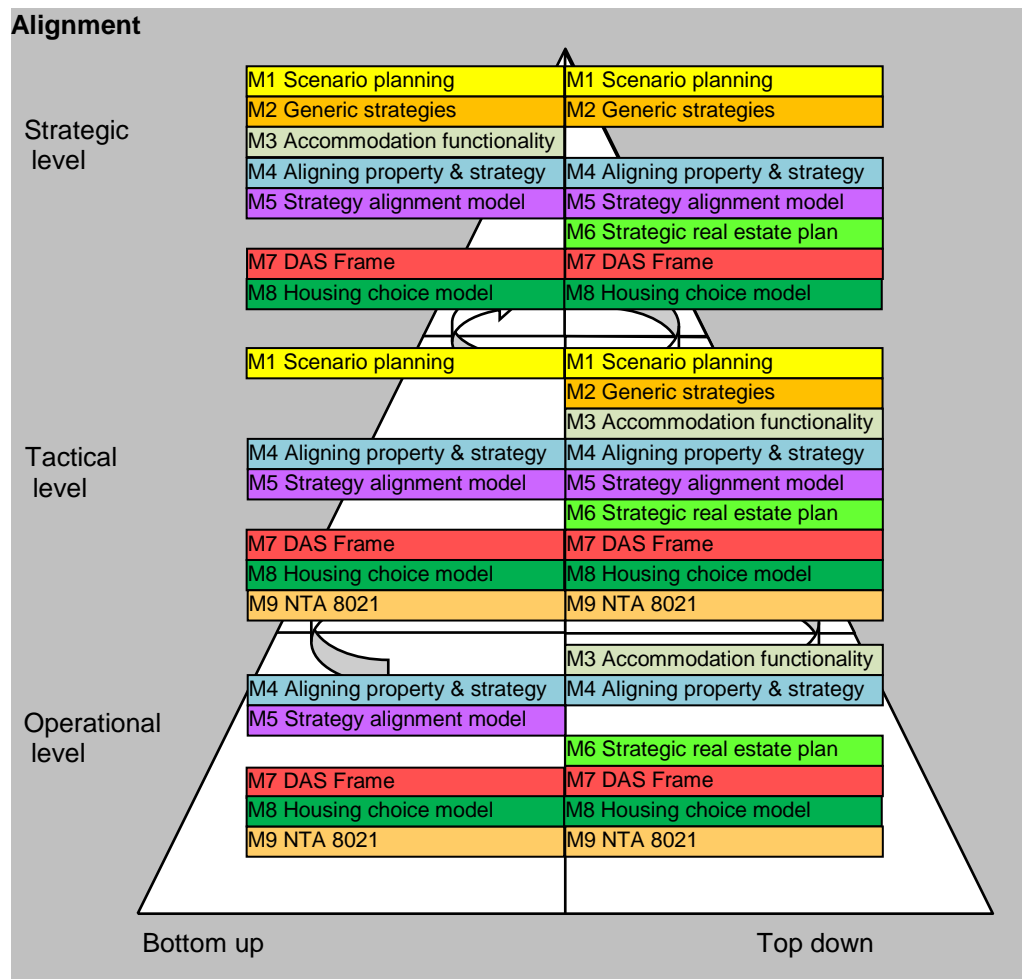 Alignment
M1 Scenario planning M1 Scenario planning
M2 Generic strategies M2 Generic strategies
Strategic
level
M3 Accommodation functionality
M4 Aligning property & strategy M4 Aligning property & strategy
M5 Strategy alignment model M5 Strategy alignment model
M6 Strategic real estate plan
M7 DAS Frame M7 DAS Frame
M8 Housing choice model M8 Housing choice model
M1 Scenario planning M1 Scenario planning
M2 Generic strategies
M3 Accommodation functionality
Tactical
level
M4 Aligning property & strategy M4 Aligning property & strategy
M5 Strategy alignment model M5 Strategy alignment model
M6 Strategic real estate plan
M7 DAS Frame M7 DAS Frame
M8 Housing choice model M8 Housing choice model
M9 NTA 8021 M9 NTA 8021
M3 Accommodation functionality
M4 Aligning property & strategy M4 Aligning property & strategy
Operational
level
M5 Strategy alignment model
M6 Strategic real estate plan
M7 DAS Frame M7 DAS Frame
M8 Housing choice model M8 Housing choice model
M9 NTA 8021 M9 NTA 8021
Bottom up Top down